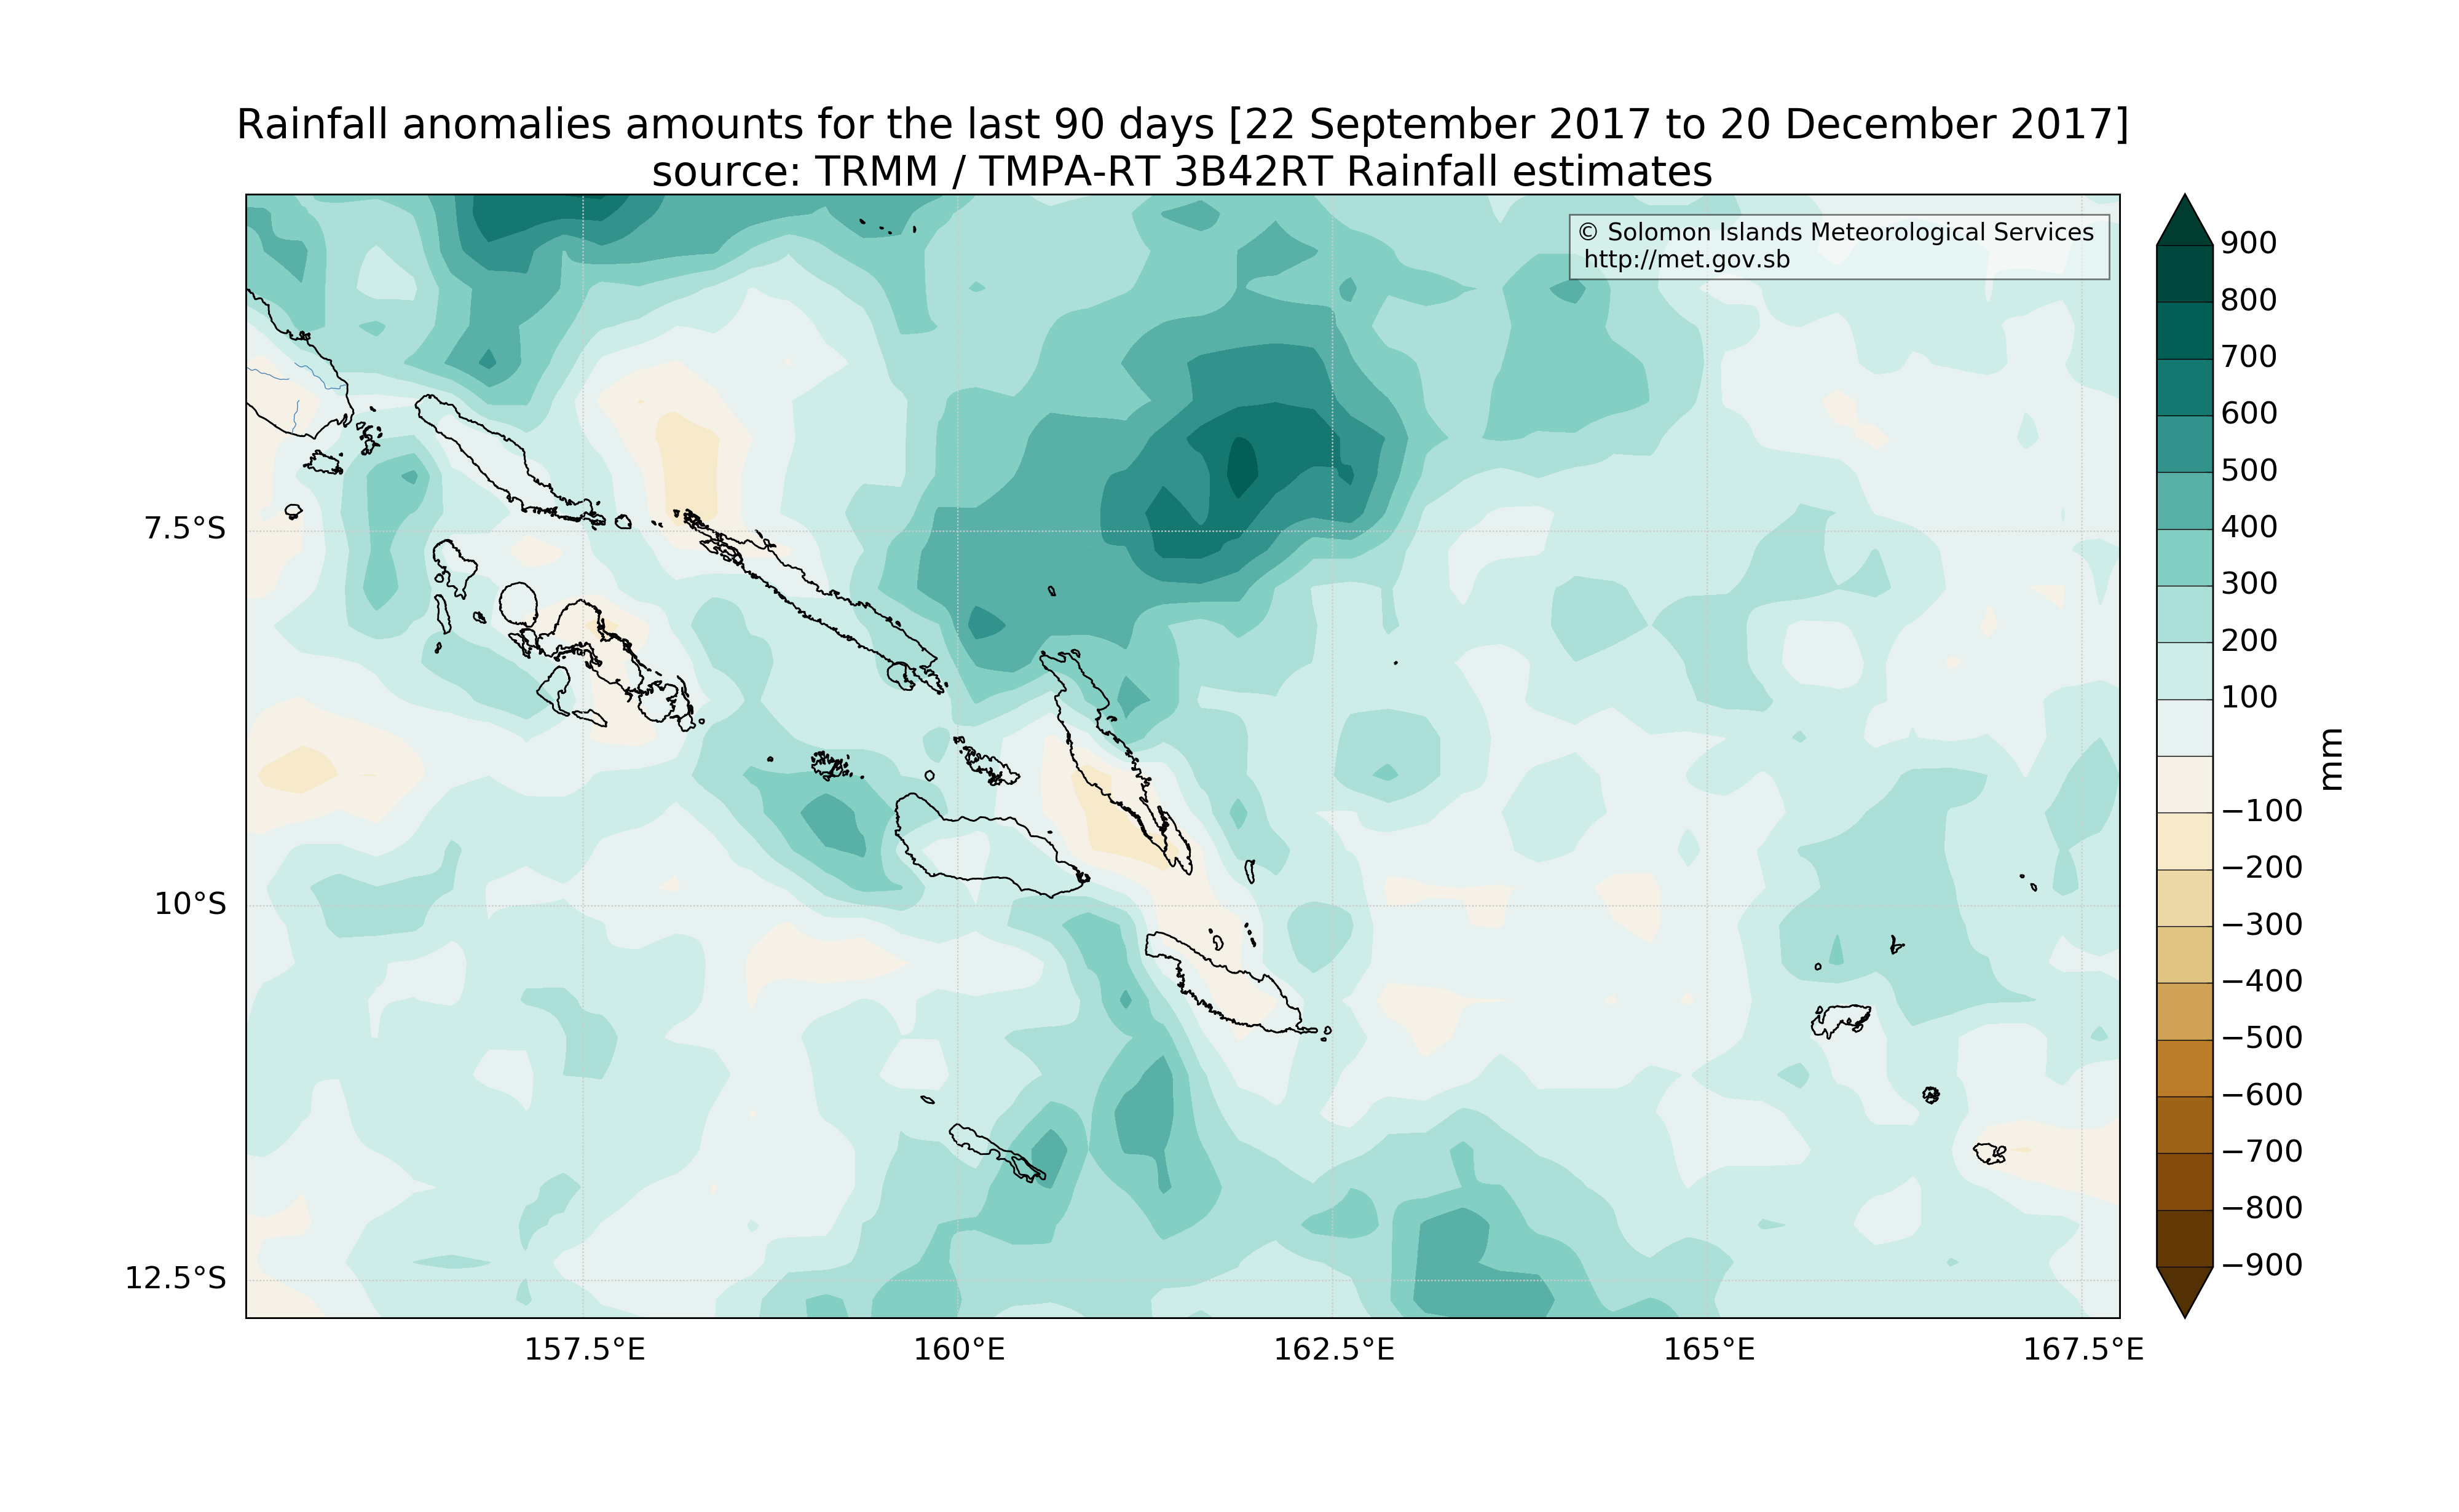 Rainfall anomalies amounts for the last 90 days [22 September 2017 to 20 December 2017]
source: TRMM / TMPA-RT 3B42RT Rainfall estimates
© Solomon Islands Meteorological Services
http://met.gov.sb
7.5°S
10°S
12.5°S
157.5°E
160°E
162.5°E
165°E
167.5°E
900
800
700
600
500
400
300
200
100
−100
−200
−300
−400
−500
−600
−700
−800
−900
mm